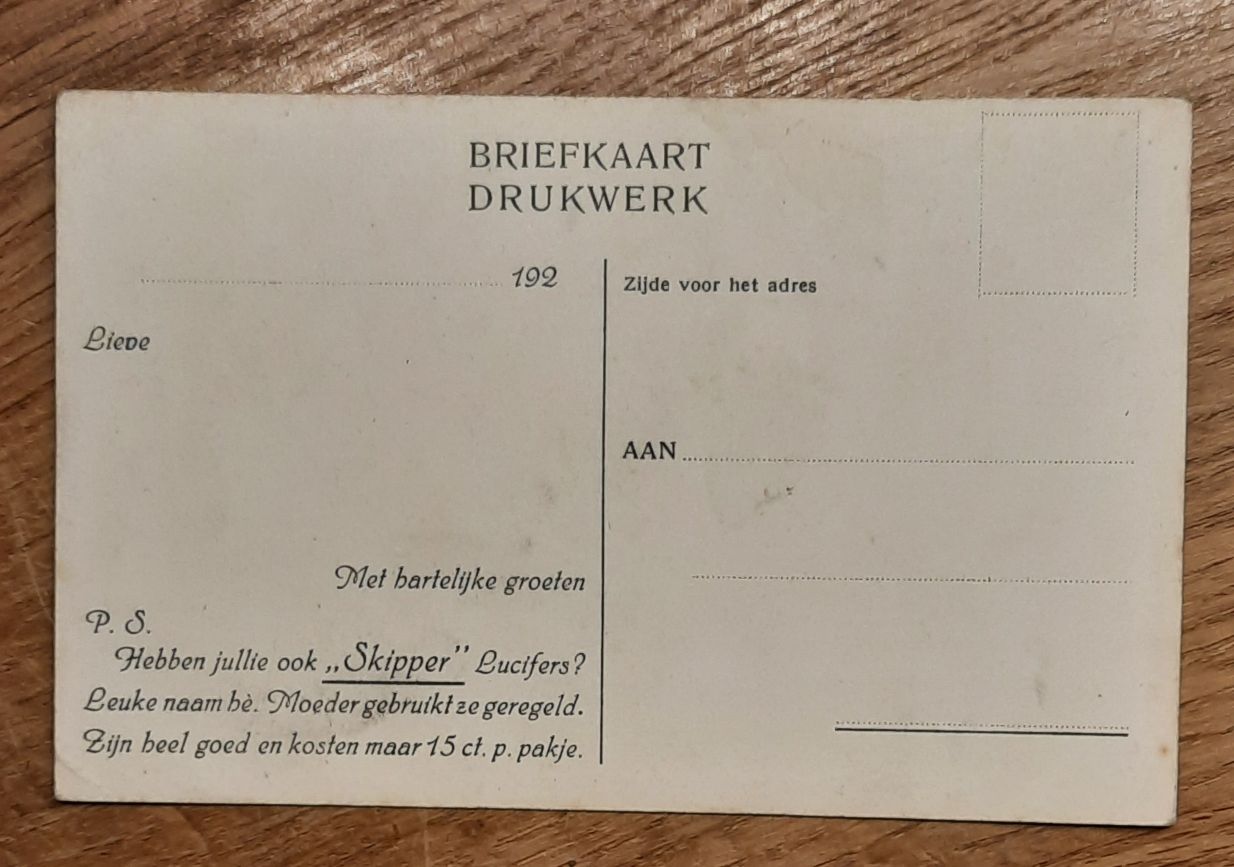 BRIEFKAART
DRUKWERK
192
Lieve
Met hartelijke groeten
P. S.
Hebben jullie ook „Skipper” Lucifers?
Leuke naam hè. Moeder gebruikt ze geregeld.
Zijn heel goed en kosten maar 15 ct. p. pakje.
Zijde voor het adres
AAN